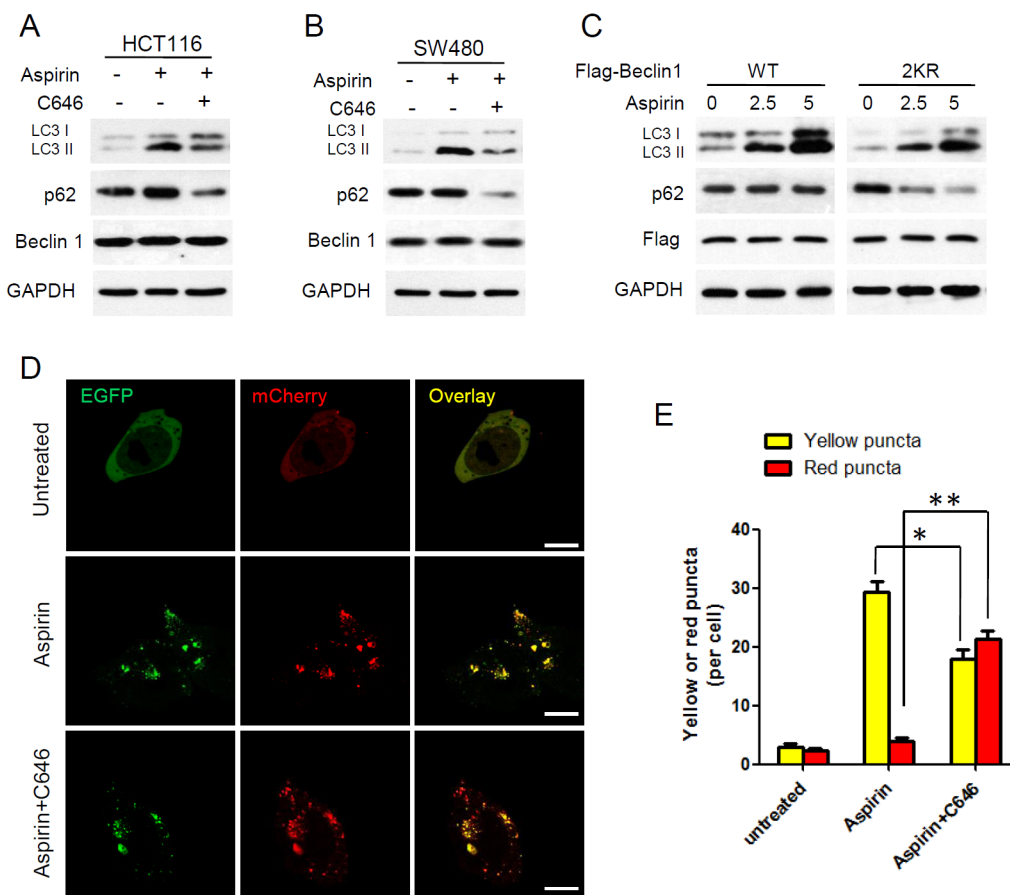 A
HCT116
Aspirin - + +
C646 - - +
LC3 I
LC3 II
p62
Beclin 1
GAPDH
B
SW480
Aspirin - + +
C646 - - +
LC3 I
LC3 II
p62
Beclin 1
GAPDH
C
Flag-Beclin1 WT 2KR
Aspirin 0 2.5 5 0 2.5 5
LC3 I
LC3 II
p62
Flag
GAPDH
D
EGFP mCherry Overlay
Untreated
Aspirin
Aspirin+C646
E
Yellow puncta
Red puncta
**
*
Yellow or red puncta
(per cell)
40
30
20
10
0
untreated
Aspirin
Aspirin+C646